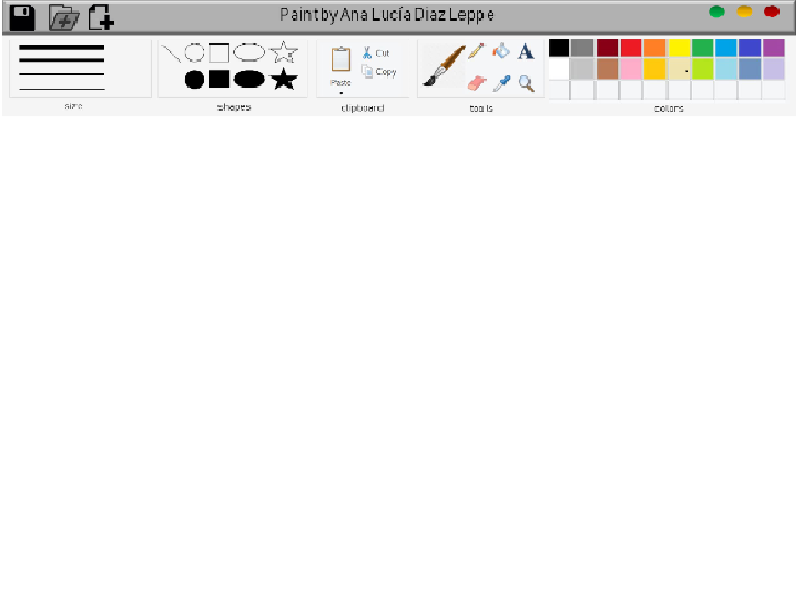 Paint by Ana Lucía Diaz Leppe
Cut
Copy
Paste
A
size
shapes
clipboard
tools
colors